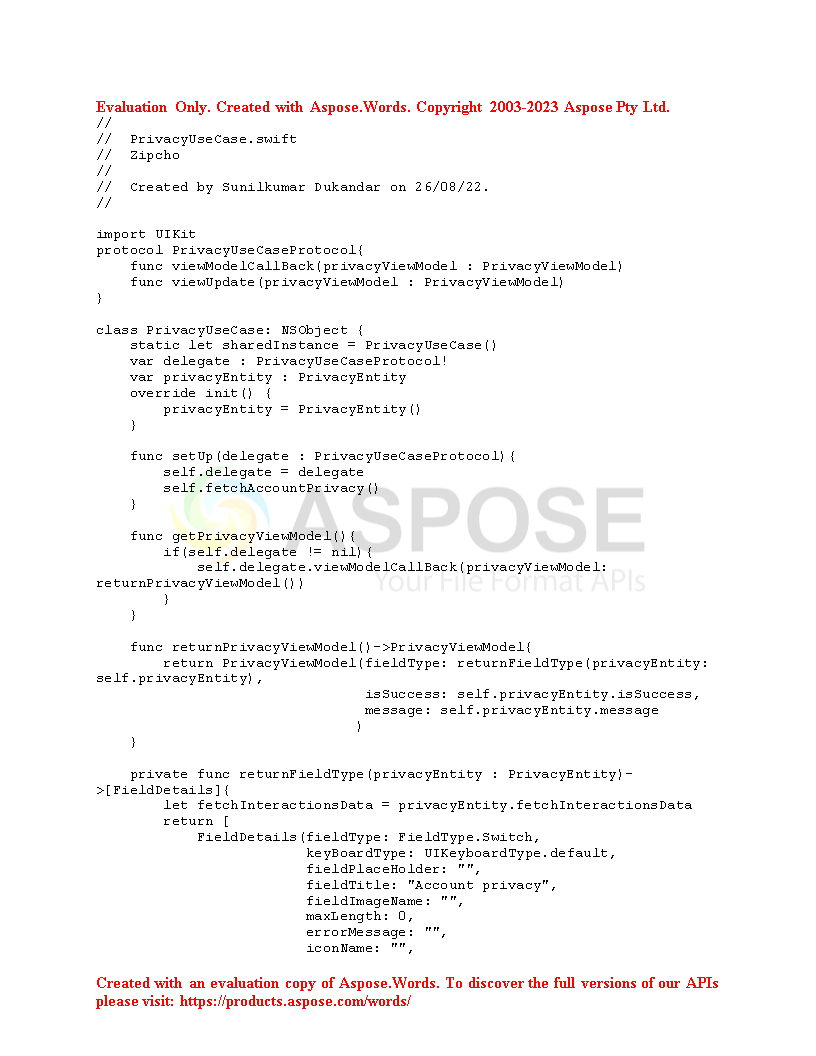 Evaluation Only. Created with Aspose.Words. Copyright 2003-2023 Aspose Pty Ltd.
//
//  PrivacyUseCase.swift
//  Zipcho
//
//  Created by Sunilkumar Dukandar on 26/08/22.
//
import UIKit
protocol PrivacyUseCaseProtocol{
    func viewModelCallBack(privacyViewModel : PrivacyViewModel)
    func viewUpdate(privacyViewModel : PrivacyViewModel)
}
class PrivacyUseCase: NSObject {
    static let sharedInstance = PrivacyUseCase()
    var delegate : PrivacyUseCaseProtocol!
    var privacyEntity : PrivacyEntity
    override init() {
        privacyEntity = PrivacyEntity()
    }
    func setUp(delegate : PrivacyUseCaseProtocol){
        self.delegate = delegate
        self.fetchAccountPrivacy()
    }
ASPOSE
Your File Format APIs
    func getPrivacyViewModel(){
        if(self.delegate != nil){
            self.delegate.viewModelCallBack(privacyViewModel:
returnPrivacyViewModel())
        }
    }
    func returnPrivacyViewModel()->PrivacyViewModel{
        return PrivacyViewModel(fieldType: returnFieldType(privacyEntity:
self.privacyEntity),
                                isSuccess: self.privacyEntity.isSuccess,
                                message: self.privacyEntity.message
                               )
    }
    private func returnFieldType(privacyEntity : PrivacyEntity)-
>[FieldDetails]{
        let fetchInteractionsData = privacyEntity.fetchInteractionsData
        return [
            FieldDetails(fieldType: FieldType.Switch,
                         keyBoardType: UIKeyboardType.default,
                         fieldPlaceHolder: "",
                         fieldTitle: "Account privacy",
                         fieldImageName: "",
                         maxLength: 0,
                         errorMessage: "",
                         iconName: "",
Created with an evaluation copy of Aspose.Words. To discover the full versions of our APIs
please visit: https://products.aspose.com/words/